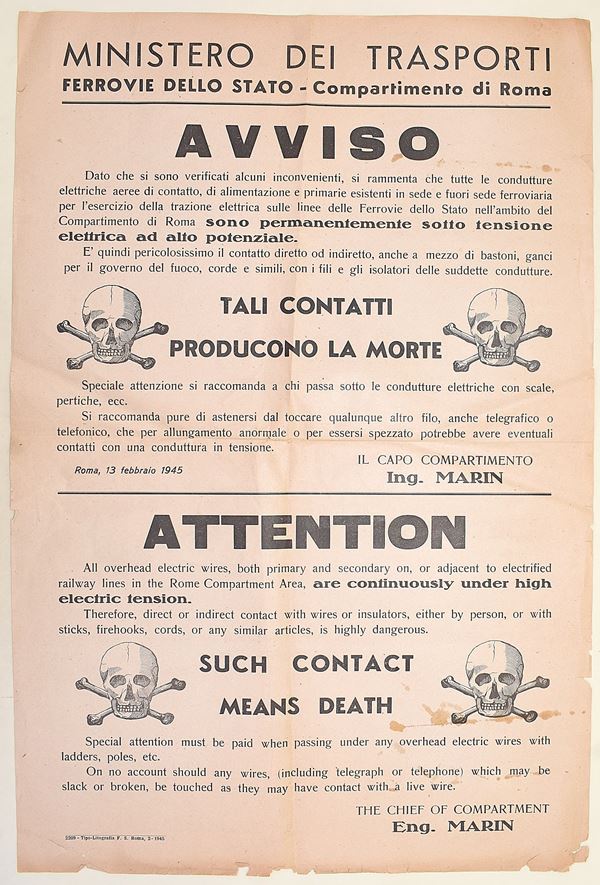 MINISTERO DEI TRASPORTI
FERROVIE DELLO STATO - Compartimento di Roma
AVVISO
Dato che si sono verificati alcuni inconvenienti, si rammenta che tutte le condutture
elettriche aeree di contatto, di alimentazione e primarie esistenti in sede e fuori sede ferroviaria
per l'esercizio della trazione elettrica sulle linee delle Ferrovie dello Stato nell'ambito del
Compartimento di Roma sono permanentemente sotto tensione
elettrica ad alto potenziale.
E' quindi pericolosissimo il contatto diretto od indiretto, anche a mezzo di bastoni, ganci
per il governo del fuoco, corde e simili, con i fili e gli isolatori delle suddette condutture.
TALI CONTATTI
PRODUCONO LA MORTE
Speciale attenzione si raccomanda a chi passa sotto le condutture elettriche con scale,
pertiche, ecc.
Si raccomanda pure di astenersi dal toccare qualunque altro filo, anche telegrafico o
telefonico, che per allungamento anormale o per essersi spezzato potrebbe avere eventuali
contatti con una conduttura in tensione.
Roma, 13 febbraio 1945
IL CAPO COMPARTIMENTO
Ing. MARIN
ATTENTION
All overhead electric wires, both primary and secondary on, or adjacent to electrified
railway lines in the Rome Compartment Area, are continuously under high
electric tension.
Therefore, direct or indirect contact with wires or insulators, either by person, or with
sticks, firehooks, cords, or any similar articles, is highly dangerous.
SUCH CONTACT
MEANS DEATH
Special attention must be paid when passing under any overhead electric wires with
ladders, poles, etc.
On no account should any wires, (including telegraph or telephone) which may be
slack or broken, be touched as they may have contact with a live wire.
THE CHIEF OF COMPARTMENT
Eng. MARIN
2269 - Tipo-Litografia F. S. Roma, 2-1945